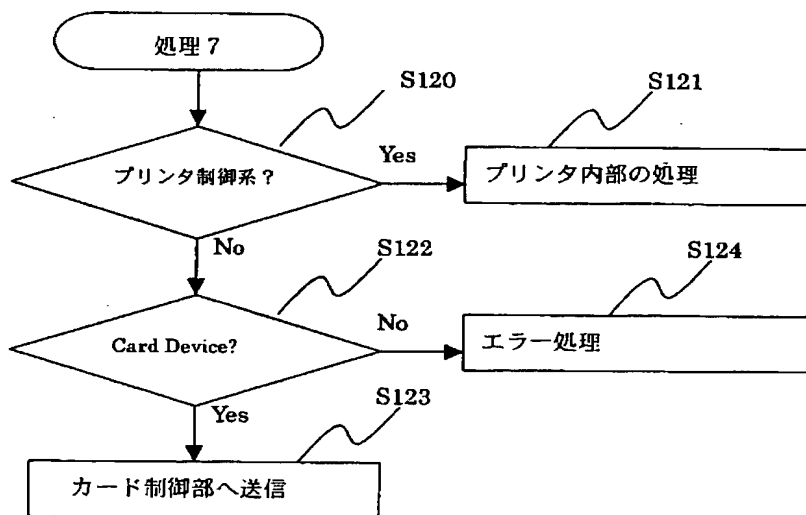 処理７
S120
S121
プリンタ制御系？
Yes
プリンタ内部の処理
No
S122
S124
Card Device?
No
エラー処理
Yes
S123
カード制御部へ送信